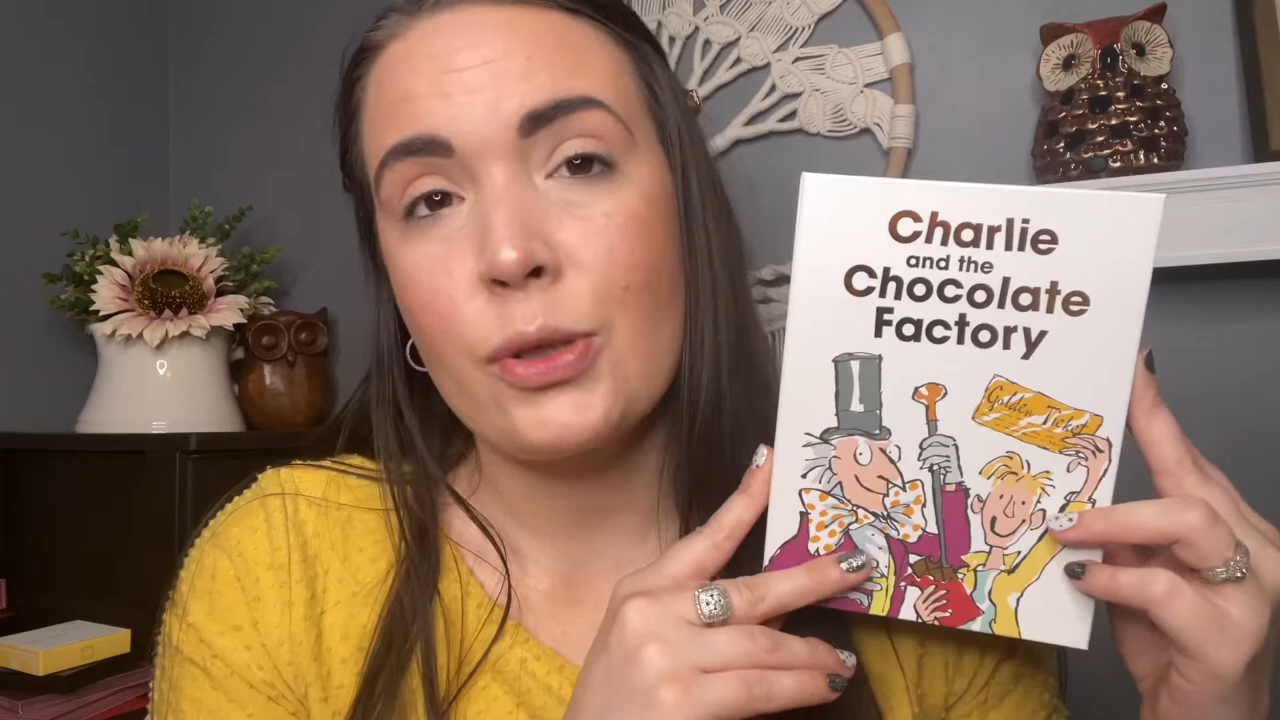 Charlie
and the
Chocolate
Factory
Golden Ticket